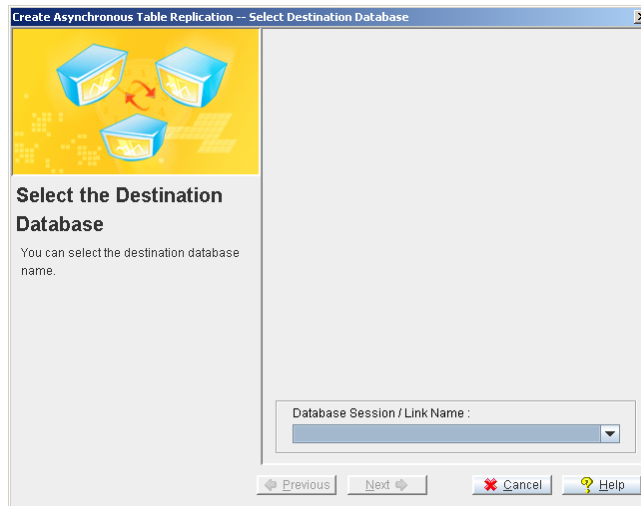 Create Asynchronous Table Replication -- Select Destination Database
Select the Destination
Database
You can select the destination database
name.
Database Session / Link Name :
Previous Next Cancel Help